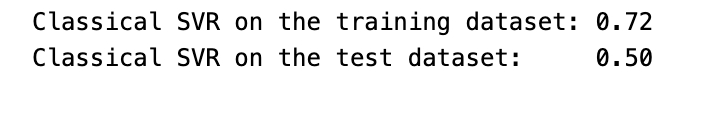 Classical SVR on the training dataset: 0.72
Classical SVR on the test dataset:     0.50